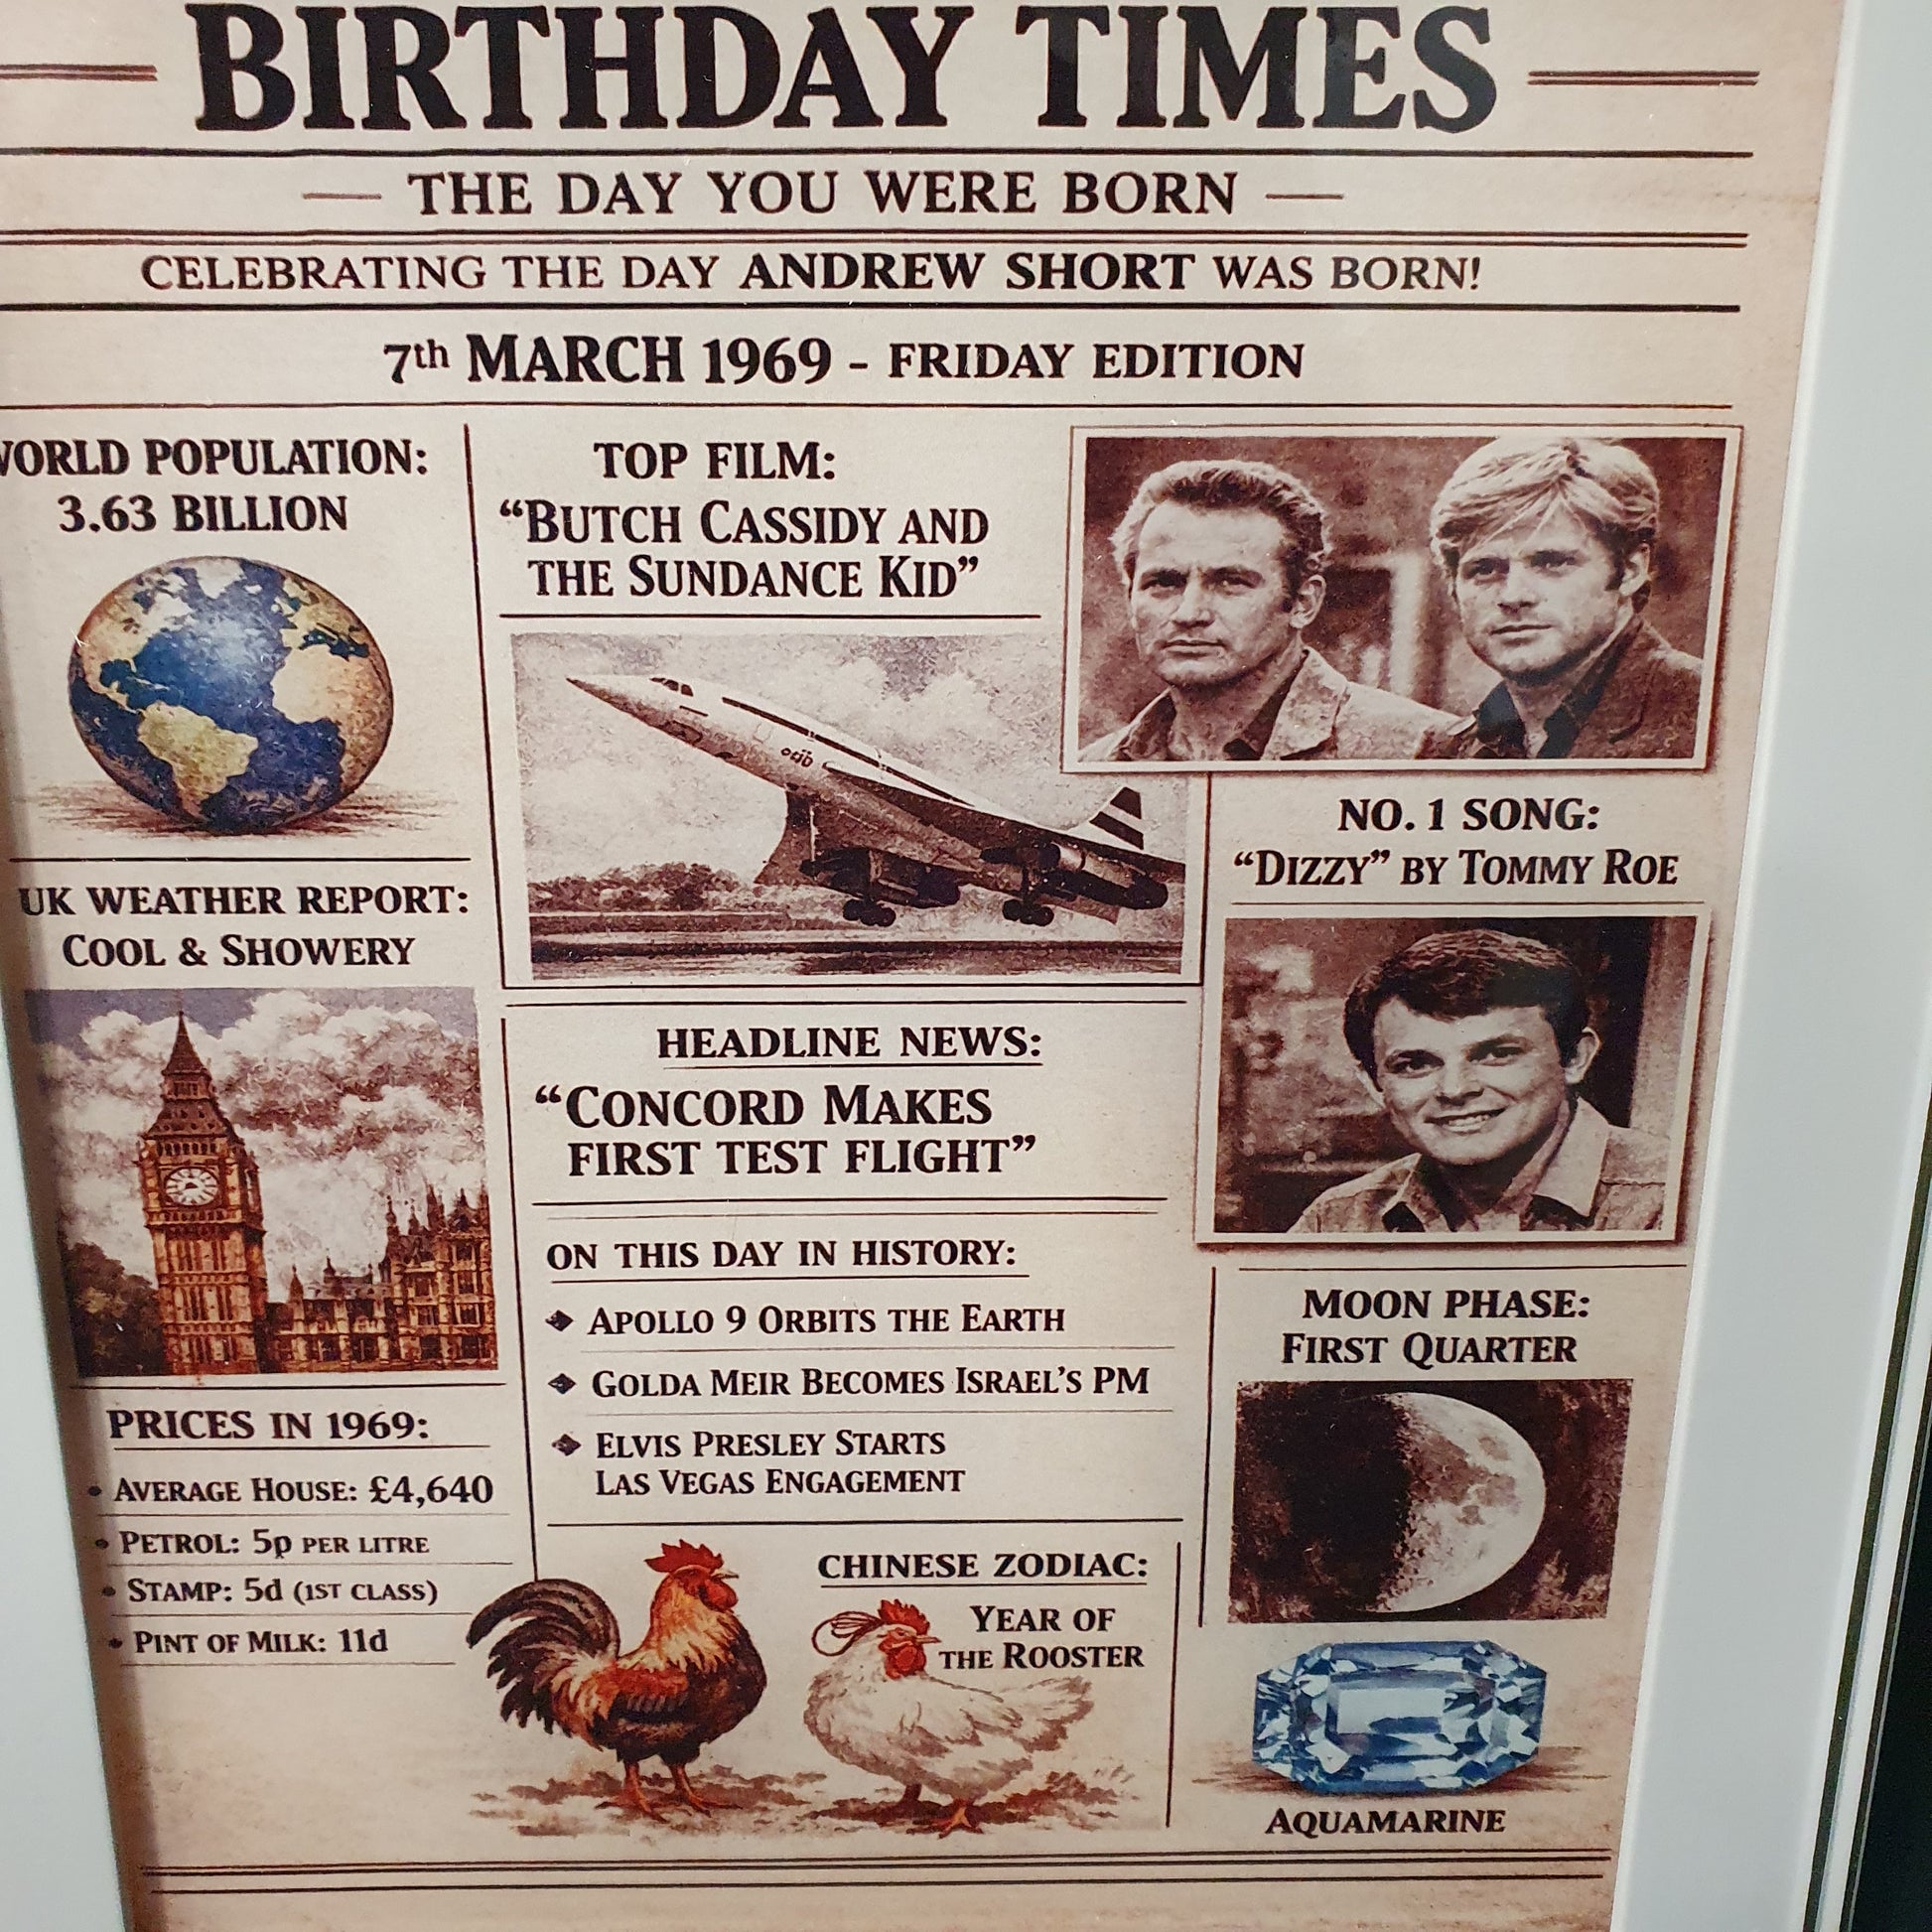 BIRTHDAY TIMES
— THE DAY YOU WERE BORN —
CELEBRATING THE DAY ANDREW SHORT WAS BORN!
7th MARCH 1969 - FRIDAY EDITION
WORLD POPULATION:
3.63 BILLION
UK WEATHER REPORT:
COOL & SHOWERY
PRICES IN 1969:
• AVERAGE HOUSE: £4,640
• PETROL: 5p PER LITRE
• STAMP: 5d (1ST CLASS)
• PINT OF MILK: 11d
TOP FILM:
“BUTCH CASSIDY AND
THE SUNDANCE KID”
HEADLINE NEWS:
“CONCORD MAKES
FIRST TEST FLIGHT”
ON THIS DAY IN HISTORY:
◆ APOLLO 9 ORBITS THE EARTH
◆ GOLDA MEIR BECOMES ISRAEL’S PM
◆ ELVIS PRESLEY STARTS
LAS VEGAS ENGAGEMENT
CHINESE ZODIAC:
YEAR OF
THE ROOSTER
NO. 1 SONG:
“DIZZY” BY TOMMY ROE
MOON PHASE:
FIRST QUARTER
AQUAMARINE